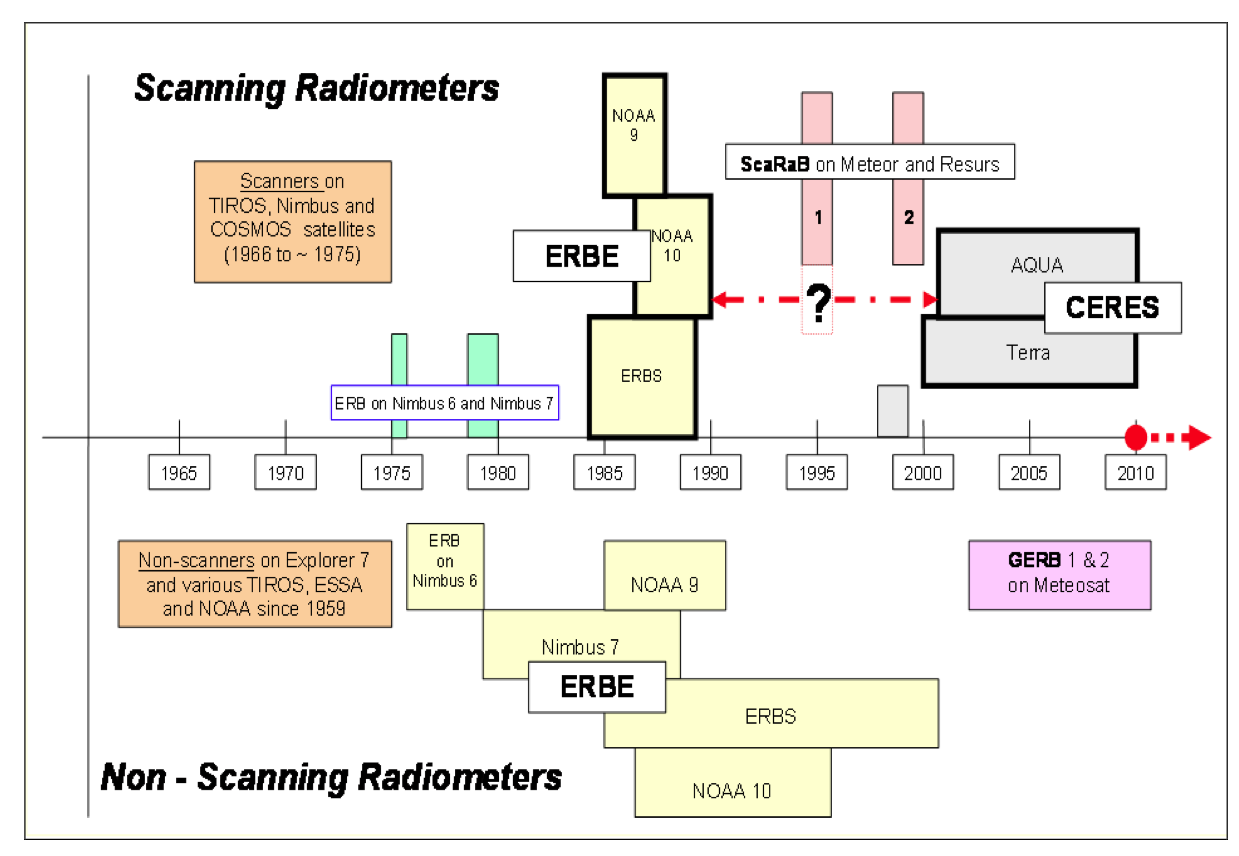 Scanning Radiometers
NOAA
9
ScaRaB on Meteor and Resurs
1
2
Scanners on
TIROS, Nimbus and
COSMOS satellites
(1966 to ~ 1975)
ERBE
NOAA
10
AQUA
?
CERES
Terra
ERBS
ERB on Nimbus 6 and Nimbus 7
1965
1970
1975
1980
1985
1990
1995
2000
2005
2010
Non-scanners on Explorer 7
and various TIROS, ESSA
and NOAA since 1959
ERB
on
Nimbus 6
NOAA 9
GERB 1 & 2
on Meteosat
Nimbus 7
ERBE
ERBS
NOAA 10
Non - Scanning Radiometers